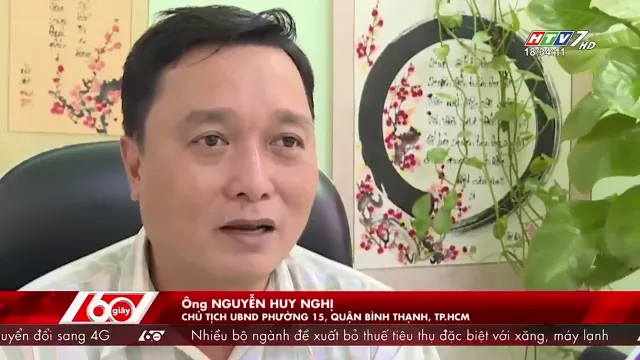 HTV7 HD
18:34:11
60 giây
Ông NGUYỄN HUY NGHỊ
CHỦ TỊCH UBND PHƯỜNG 15, QUẬN BÌNH THẠNH, TP.HCM
uyển đổi sang 4G
60
Nhiều bộ ngành đề xuất bỏ thuế tiêu thụ đặc biệt với xăng, máy lạnh